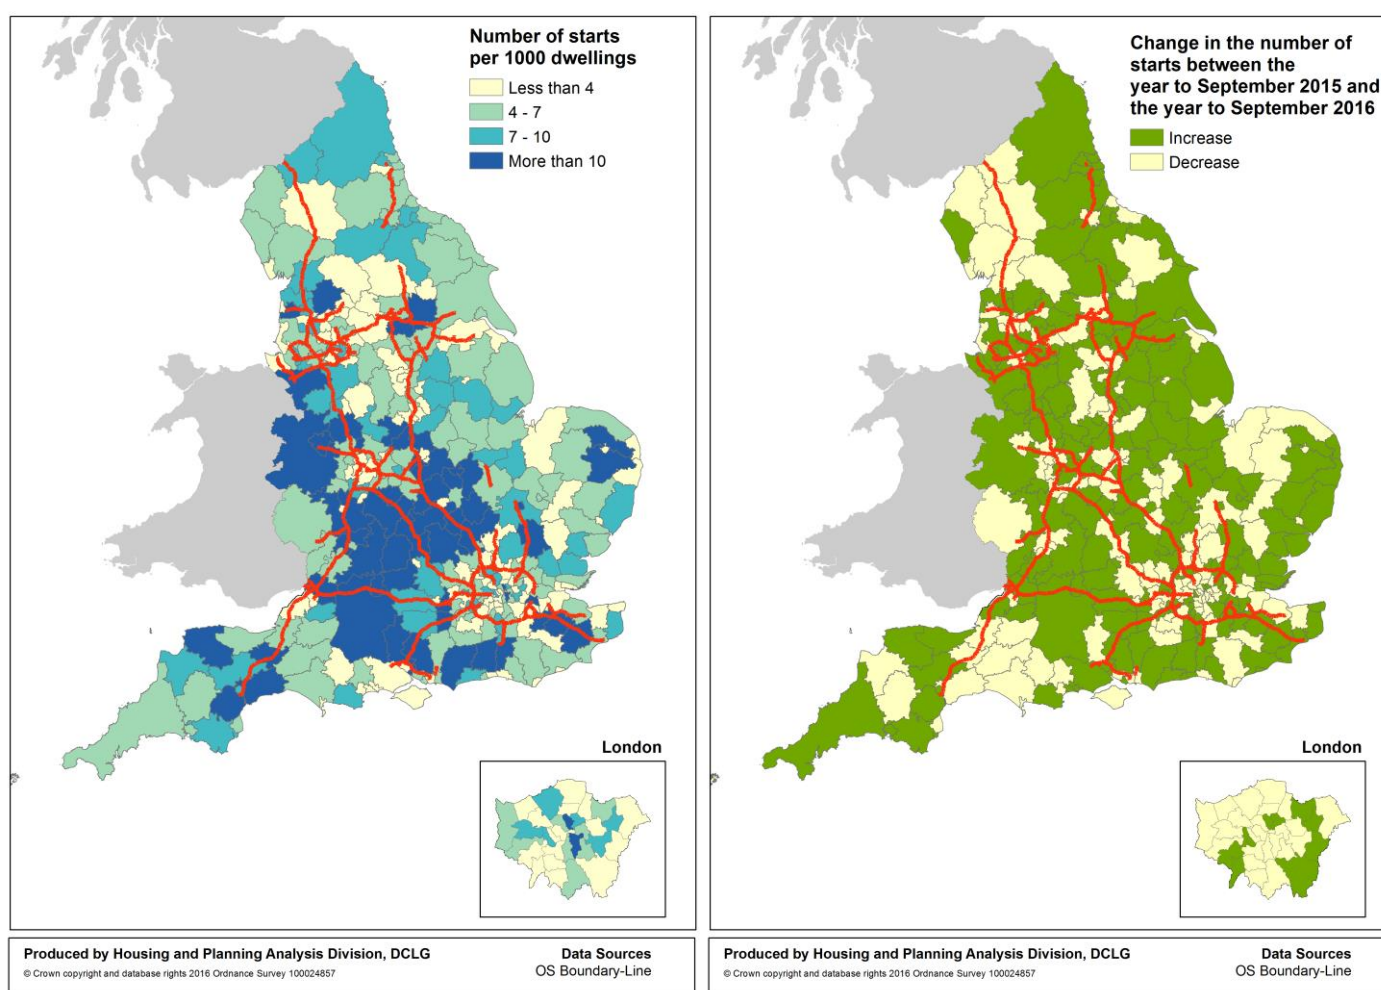 Number of starts
per 1000 dwellings
Less than 4
4 - 7
7 - 10
More than 10
London
Produced by Housing and Planning Analysis Division, DCLG
© Crown copyright and database rights 2016 Ordnance Survey 100024857
Data Sources
OS Boundary-Line
Change in the number of
starts between the
year to September 2015 and
the year to September 2016
Increase
Decrease
London
Produced by Housing and Planning Analysis Division, DCLG
© Crown copyright and database rights 2016 Ordnance Survey 100024857
Data Sources
OS Boundary-Line